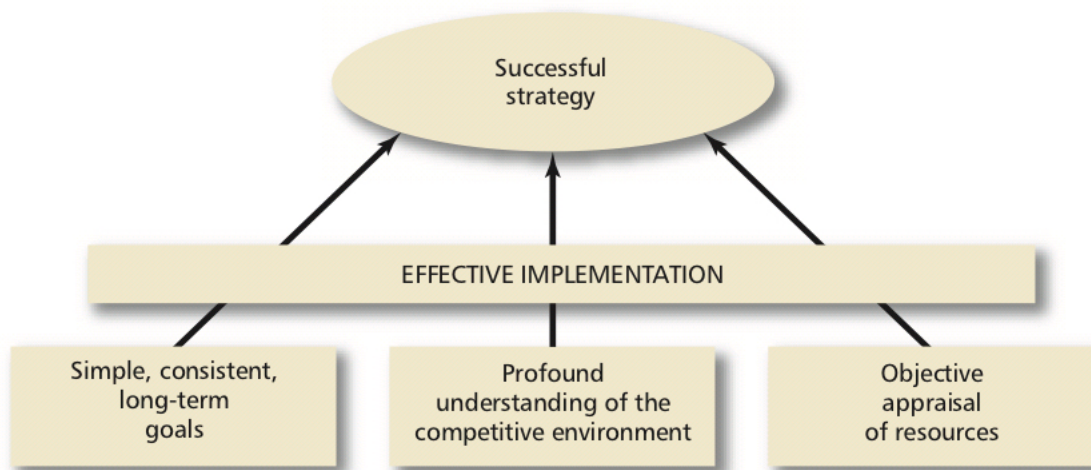 Successful
strategy
EFFECTIVE IMPLEMENTATION
Simple, consistent,
long-term
goals
Profound
understanding of the
competitive environment
Objective
appraisal
of resources